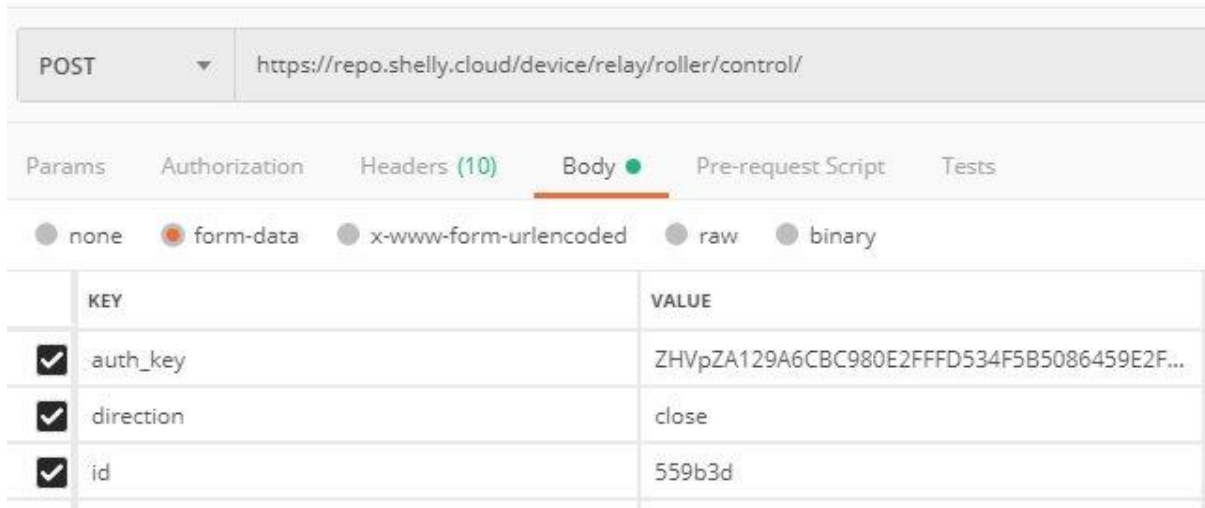 POST https://repo.shelly.cloud/device/relay/roller/control/
Params Authorization Headers (10) Body Pre-request Script Tests
none form-data x-www-form-urlencoded raw binary
KEY VALUE
auth_key ZHVpZA129A6CBC980E2FFFD534F5B5086459E2F...
direction close
id 559b3d